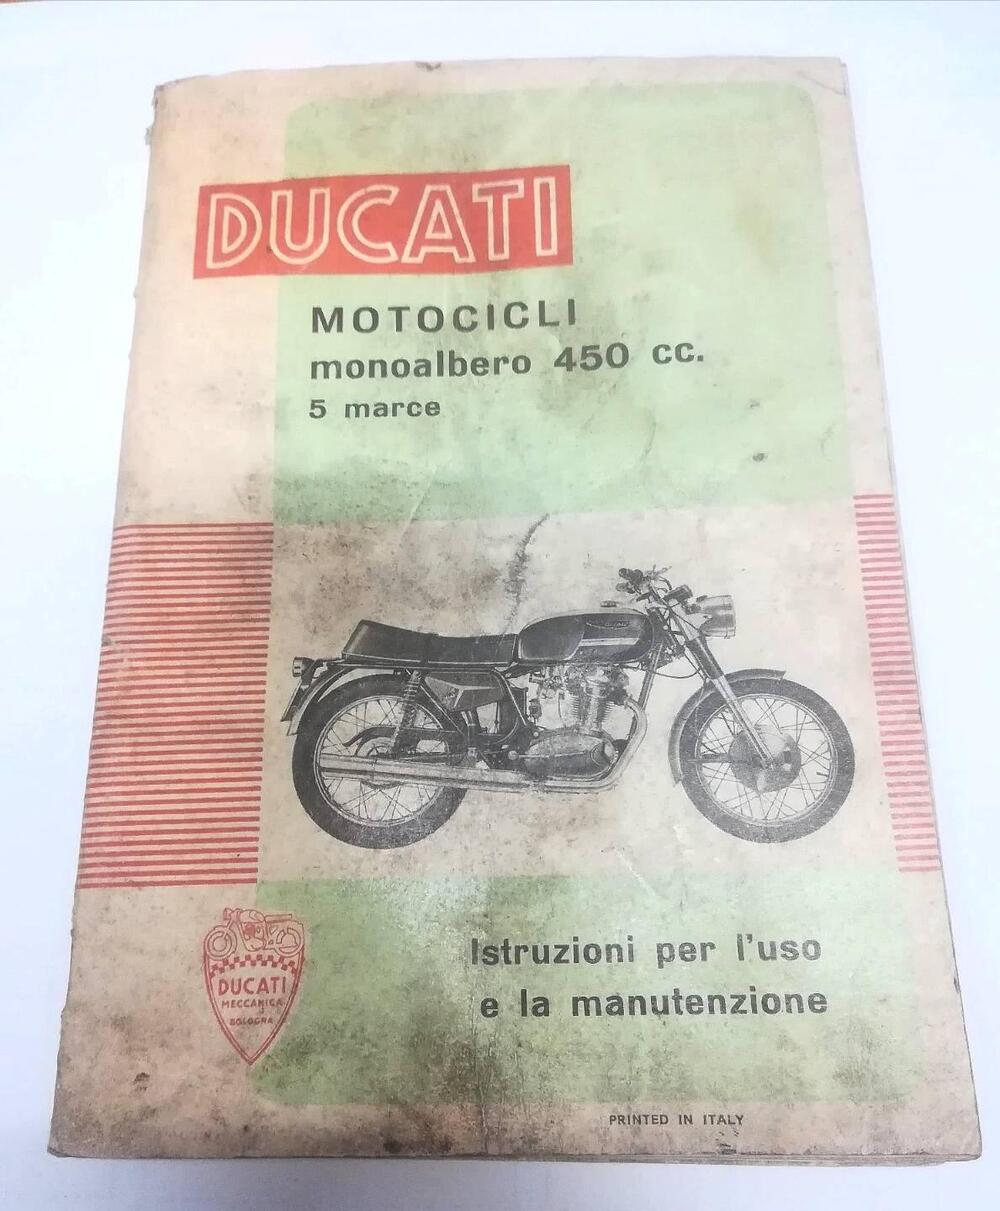 DUCATI
MOTOCICLI
monoalbero 450 cc.
5 marce
DUCATI
MECCANICA
BOLOGNA
Istruzioni per l'uso
e la manutenzione
PRINTED IN ITALY